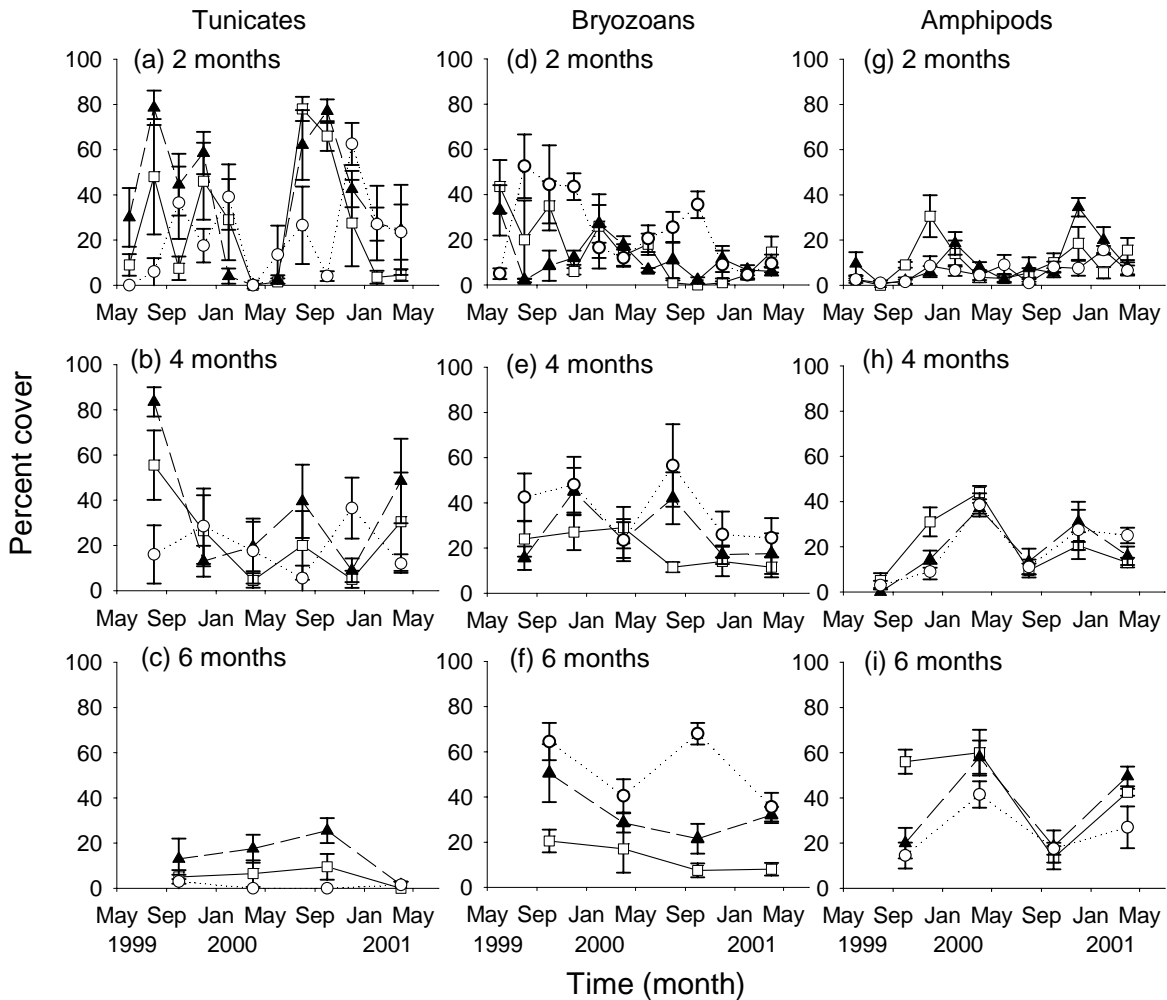 Tunicates Bryozoans Amphipods
(a) 2 months (d) 2 months (g) 2 months
100 100 100
80 80 80
60 60 60
40 40 40
20 20 20
0 0 0
May Sep Jan May Sep Jan May May Sep Jan May Sep Jan May May Sep Jan May Sep Jan May
(b) 4 months (e) 4 months (h) 4 months
100 100 100
80 80 80
60 60 60
40 40 40
20 20 20
0 0 0
May Sep Jan May Sep Jan May May Sep Jan May Sep Jan May May Sep Jan May Sep Jan May
Percent cover
(c) 6 months (f) 6 months (i) 6 months
100 100 100
80 80 80
60 60 60
40 40 40
20 20 20
0 0 0
May Sep Jan May Sep Jan May May Sep Jan May Sep Jan May May Sep Jan May Sep Jan May
1999 2000 2001 1999 2000 2001 1999 2000 2001
Time (month)